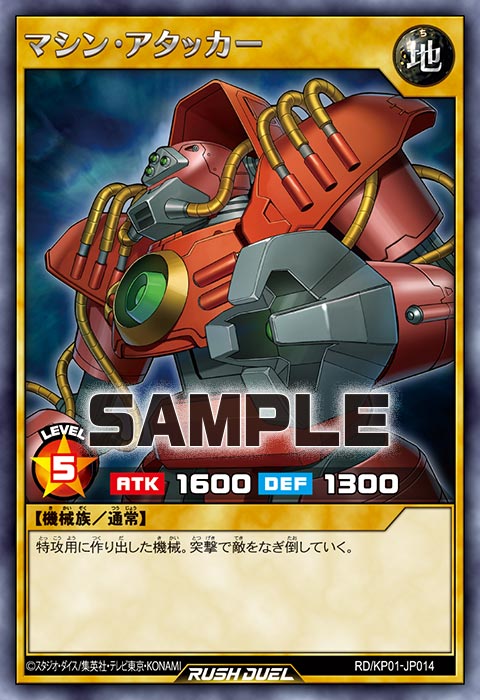 マシン・アタッカー
地
SAMPLE
LEVEL
5
ATK 1600 DEF 1300
【機械族／通常】
特攻用に作り出した機械。突撃で敵をなぎ倒していく。
©スタジオ・ダイス/集英社・テレビ東京・KONAMI
RUSH DUEL
RD/KP01-JP014